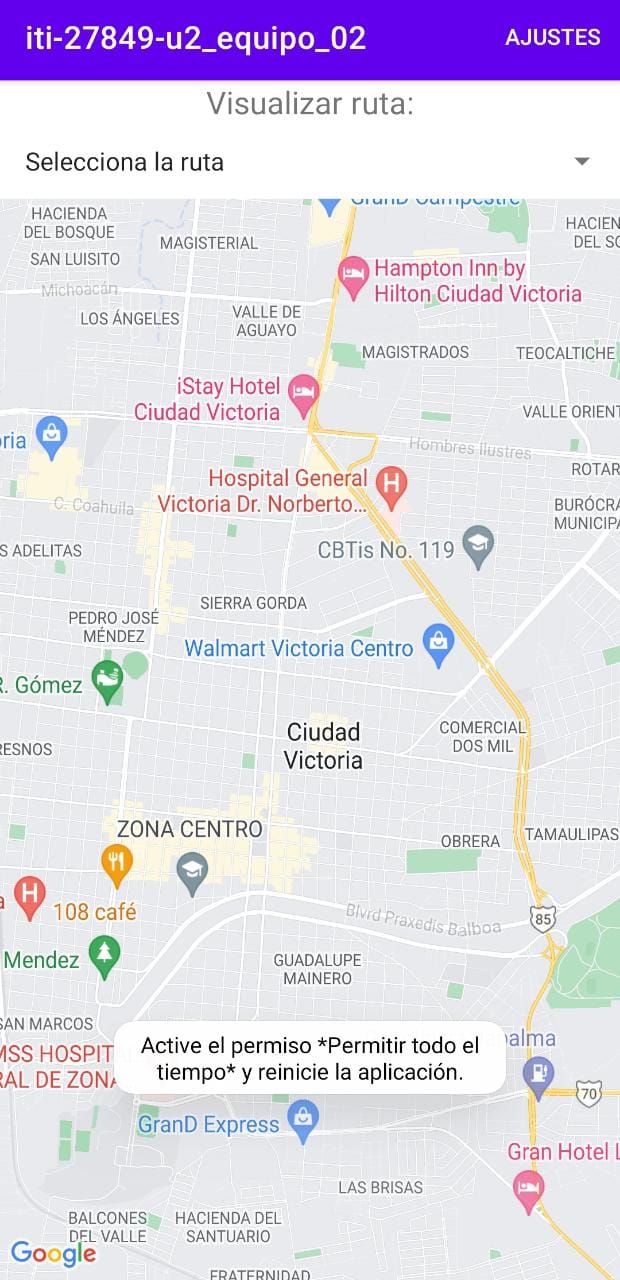 iti-27849-u2_equipo_02
AJUSTES
Visualizar ruta:
Selecciona la ruta
GranD Campestre
HACIENDA
DEL BOSQUE
HACIEN
DEL SO
MAGISTERIAL
SAN LUISITO
Hampton Inn by
Hilton Ciudad Victoria
Michoacán
LOS ÁNGELES
VALLE DE
AGUAYO
MAGISTRADOS
TEOCALTICHE
iStay Hotel
Ciudad Victoria
VALLE ORIENT
ria
Hombres Ilustres
ROTAR
Hospital General
Victoria Dr. Norberto...
C. Coahuila
BURÓCRA
MUNICIPA
S ADELITAS
CBTis No. 119
SIERRA GORDA
PEDRO JOSÉ
MÉNDEZ
Walmart Victoria Centro
R. Gómez
Ciudad
Victoria
COMERCIAL
DOS MIL
RESNOS
ZONA CENTRO
OBRERA
TAMAULIPAS
a
108 café
Blvrd Praxedis Balboa
85
Mendez
GUADALUPE
MAINERO
SAN MARCOS
Active el permiso *Permitir todo el
tiempo* y reinicie la aplicación.
palma
MSS HOSPIT
RAL DE ZONA
70
GranD Express
Gran Hotel L
LAS BRISAS
BALCONES
DEL VALLE
HACIENDA DEL
SANTUARIO
Google
FRATERNIDAD